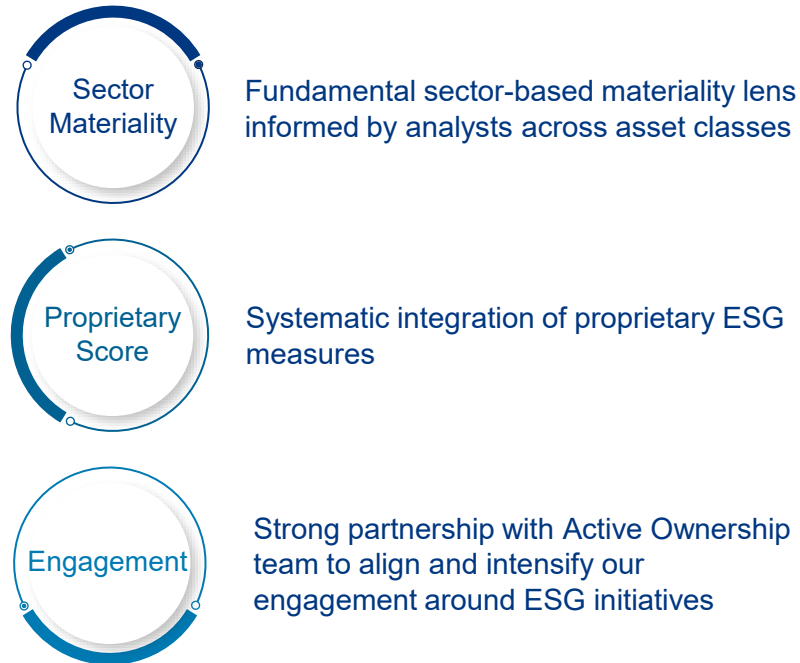 Sector
Materiality
Fundamental sector-based materiality lens
informed by analysts across asset classes
Proprietary
Score
Systematic integration of proprietary ESG
measures
Engagement
Strong partnership with Active Ownership
team to align and intensify our
engagement around ESG initiatives